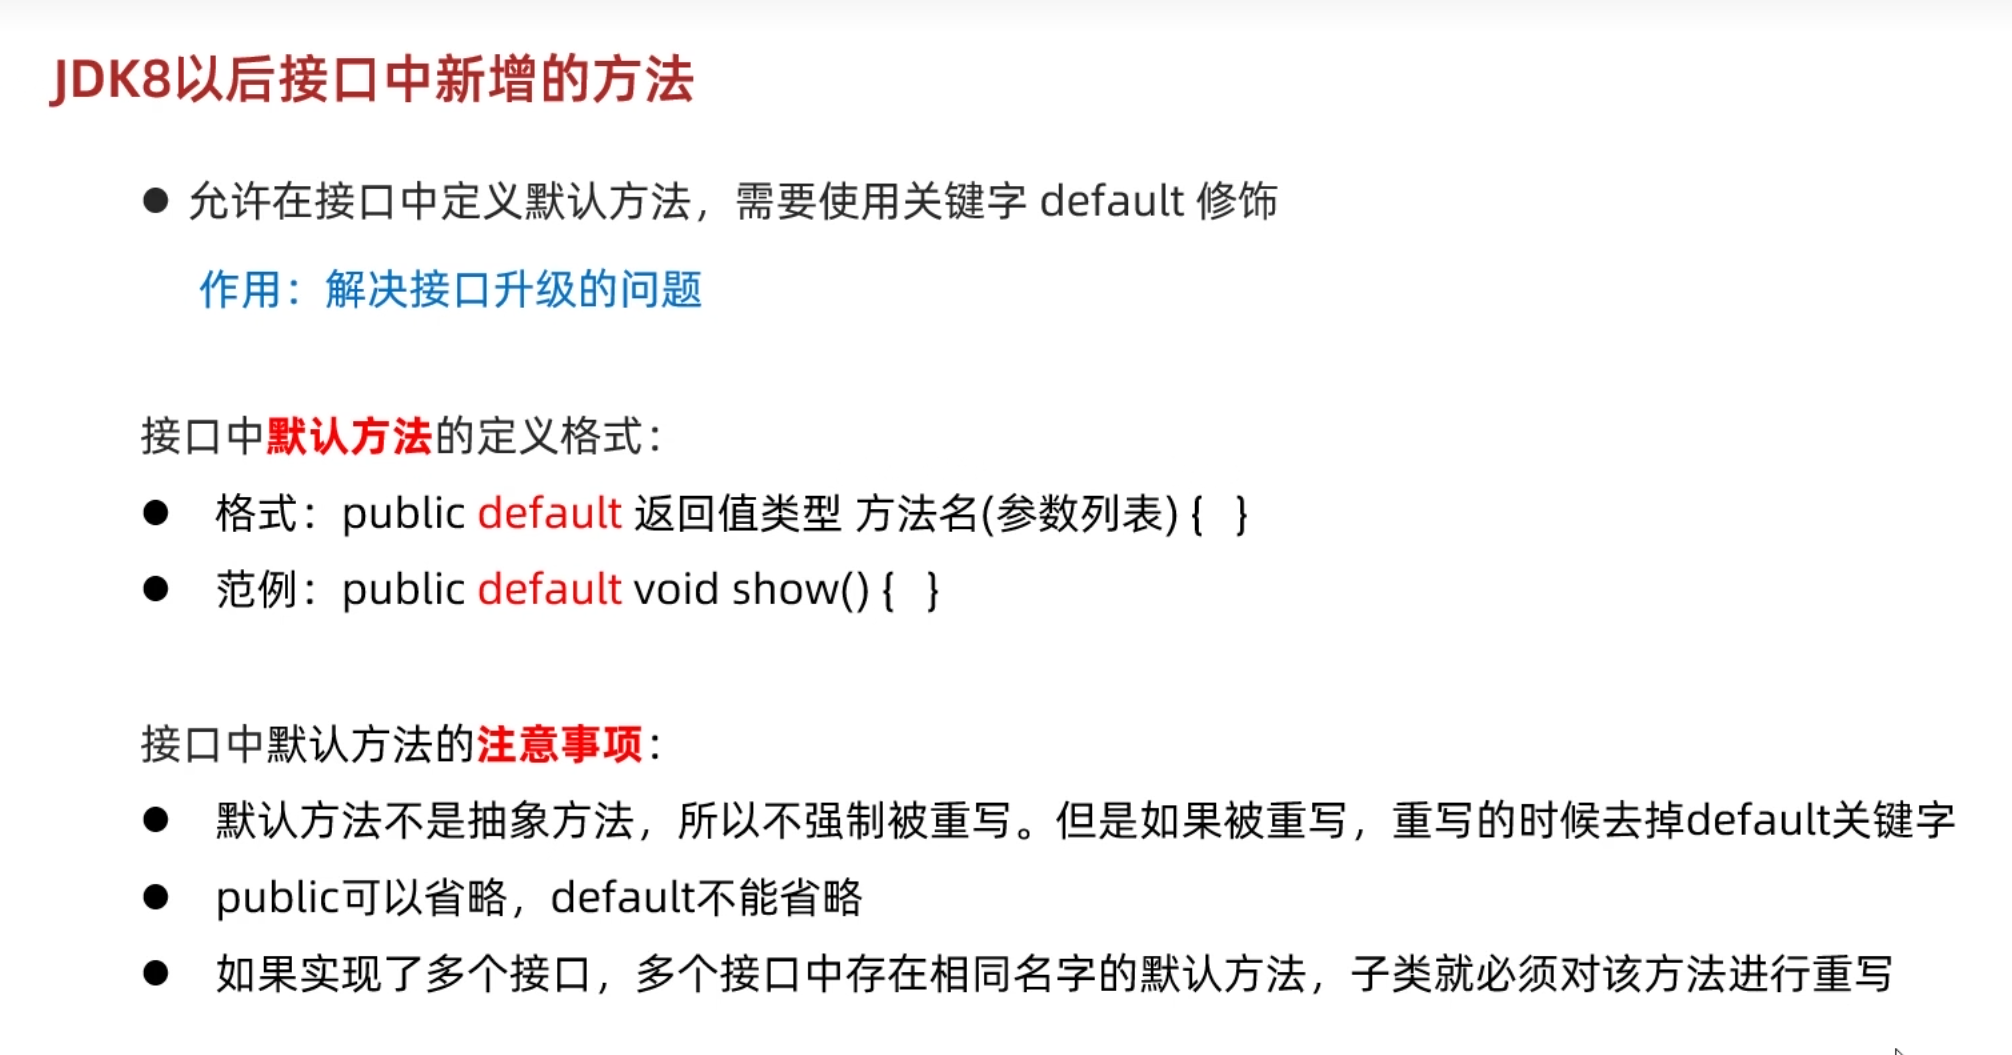 JDK8以后接口中新增的方法
● 允许在接口中定义默认方法，需要使用关键字 default 修饰
作用：解决接口升级的问题
接口中默认方法的定义格式：
● 格式：public default 返回值类型 方法名(参数列表) { }
● 范例：public default void show() { }
接口中默认方法的注意事项：
● 默认方法不是抽象方法，所以不强制被重写。但是如果被重写，重写的时候去掉default关键字
● public可以省略，default不能省略
● 如果实现了多个接口，多个接口中存在相同名字的默认方法，子类就必须对该方法进行重写